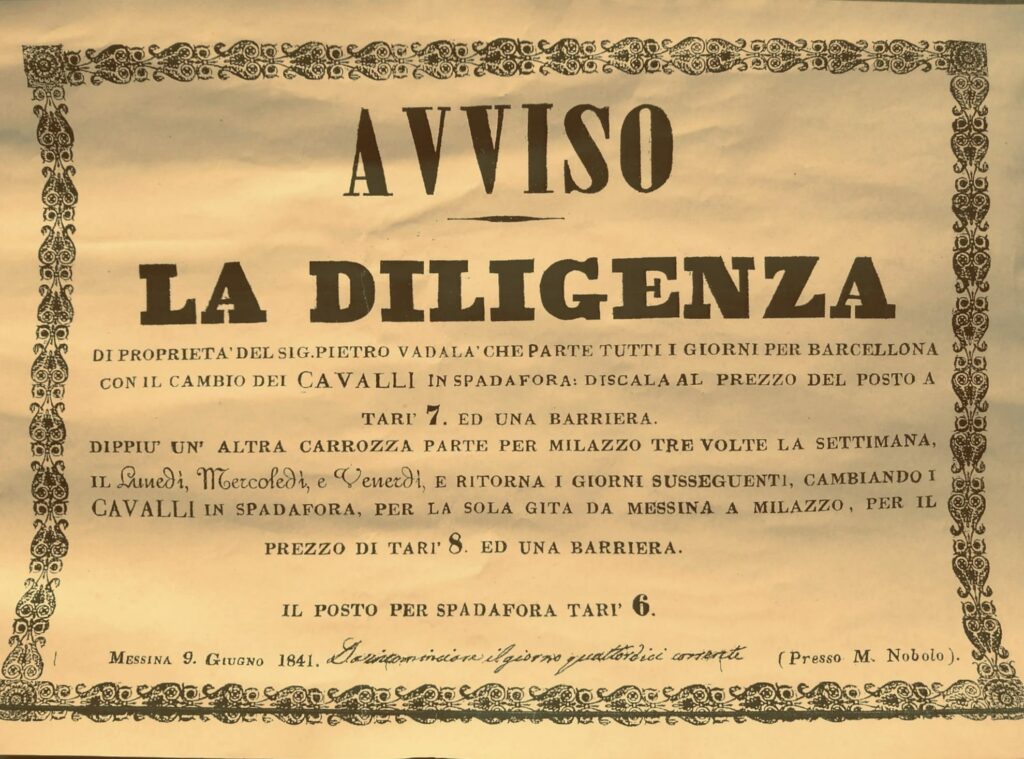 AVVISO
LA DILIGENZA
DI PROPRIETA' DEL SIG. PIETRO VADALA' CHE PARTE TUTTI I GIORNI PER BARCELLONA
CON IL CAMBIO DEI CAVALLI IN SPADAFORA: DISCALA AL PREZZO DEL POSTO A
TARI' 7. ED UNA BARRIERA.
DIPPIU' UN' ALTRA CARROZZA PARTE PER MILAZZO TRE VOLTE LA SETTIMANA,
IL Lunedì, Mercoledì, e Venerdì, E RITORNA I GIORNI SUSSEGUENTI, CAMBIANDO I
CAVALLI IN SPADAFORA, PER LA SOLA GITA DA MESSINA A MILAZZO, PER IL
PREZZO DI TARI' 8. ED UNA BARRIERA.
IL POSTO PER SPADAFORA TARI' 6.
MESSINA 9. GIUGNO 1841. Da rincominciare il giorno quattordici corrente (Presso M. Nobolo).